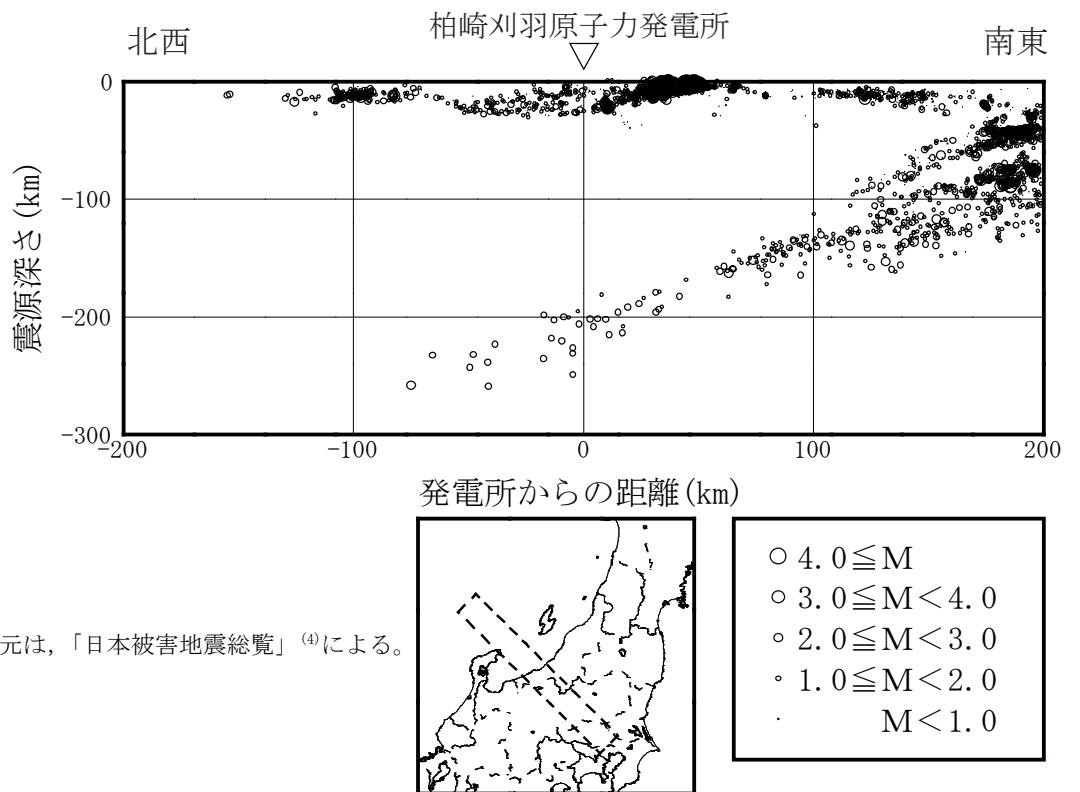 柏崎刈羽原子力発電所
北西
南東
▽
0
-100
-200
-300
震源深さ(km)
-200 -100 0 100 200
発電所からの距離(km)
元は,「日本被害地震総覧」(4)による。
○ 4.0≦M
○ 3.0≦M<4.0
○ 2.0≦M<3.0
○ 1.0≦M<2.0
· M<1.0